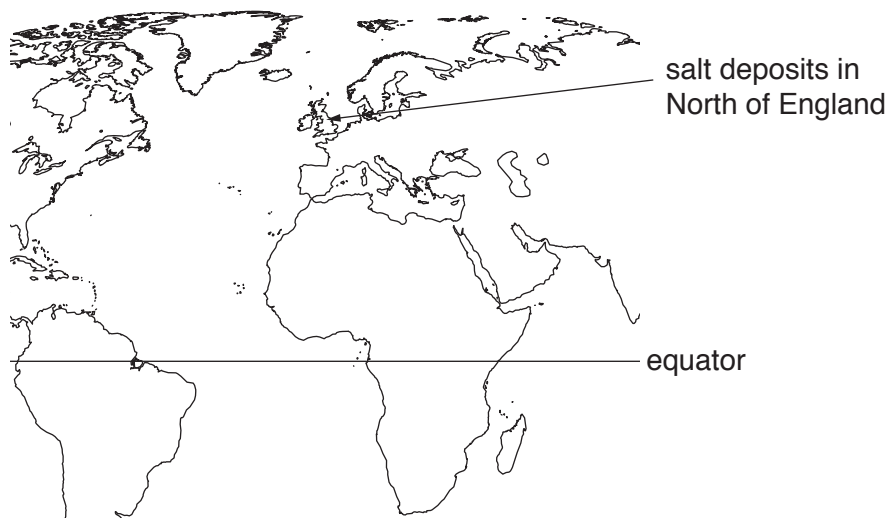 salt deposits in
North of England
equator